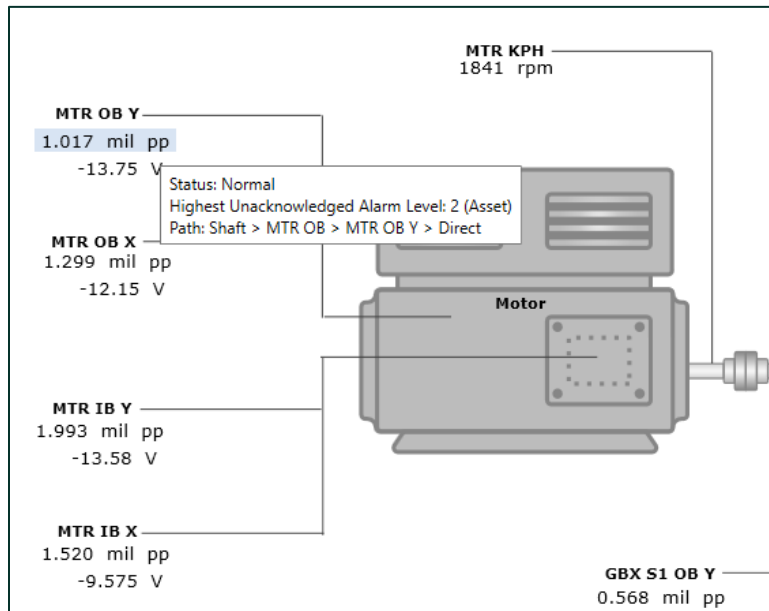 MTR KPH
1841 rpm
MTR OB Y
1.017 mil pp
-13.75 V
Status: Normal
Highest Unacknowledged Alarm Level: 2 (Asset)
Path: Shaft > MTR OB > MTR OB Y > Direct
MTR OB X
1.299 mil pp
-12.15 V
Motor
MTR IB Y
1.993 mil pp
-13.58 V
MTR IB X
1.520 mil pp
-9.575 V
GBX S1 OB Y
0.568 mil pp